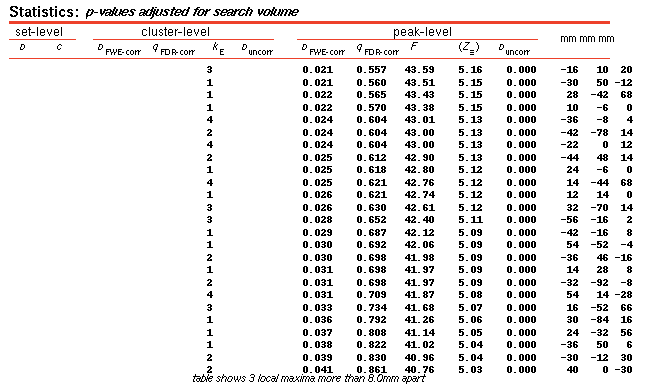 Statistics: p-values adjusted for search volume
set-level cluster-level peak-level
p c p FWE-corr q FDR-corr k E p uncorr p FWE-corr q FDR-corr F (Z≡) p uncorr mm mm mm
3 0.021 0.557 43.59 5.16 0.000 -16 10 20
1 0.021 0.560 43.51 5.15 0.000 -30 50 -12
1 0.022 0.565 43.43 5.15 0.000 28 -42 68
1 0.022 0.570 43.38 5.15 0.000 10 -6 0
4 0.024 0.604 43.01 5.13 0.000 -36 -8 4
2 0.024 0.604 43.00 5.13 0.000 -42 -78 14
4 0.024 0.604 43.00 5.13 0.000 -22 0 12
2 0.025 0.612 42.90 5.13 0.000 -44 48 14
1 0.025 0.618 42.80 5.12 0.000 24 -6 0
4 0.025 0.621 42.76 5.12 0.000 14 -44 68
1 0.026 0.621 42.74 5.12 0.000 12 14 0
3 0.026 0.630 42.61 5.12 0.000 32 -70 14
3 0.028 0.652 42.40 5.11 0.000 -56 -16 2
1 0.029 0.687 42.12 5.09 0.000 -42 -16 8
1 0.030 0.692 42.06 5.09 0.000 54 -52 -4
2 0.030 0.698 41.98 5.09 0.000 -36 46 -16
1 0.031 0.698 41.97 5.09 0.000 14 28 8
2 0.031 0.698 41.97 5.09 0.000 -32 -92 -8
4 0.031 0.709 41.87 5.08 0.000 54 14 -28
3 0.033 0.734 41.68 5.07 0.000 16 -52 66
1 0.036 0.792 41.26 5.06 0.000 30 -84 16
1 0.037 0.808 41.14 5.05 0.000 24 -32 56
1 0.038 0.822 41.02 5.04 0.000 -36 50 6
2 0.039 0.830 40.96 5.04 0.000 -30 -12 30
2 0.041 0.861 40.76 5.03 0.000 40 0 -30
table shows 3 local maxima more than 8.0mm apart